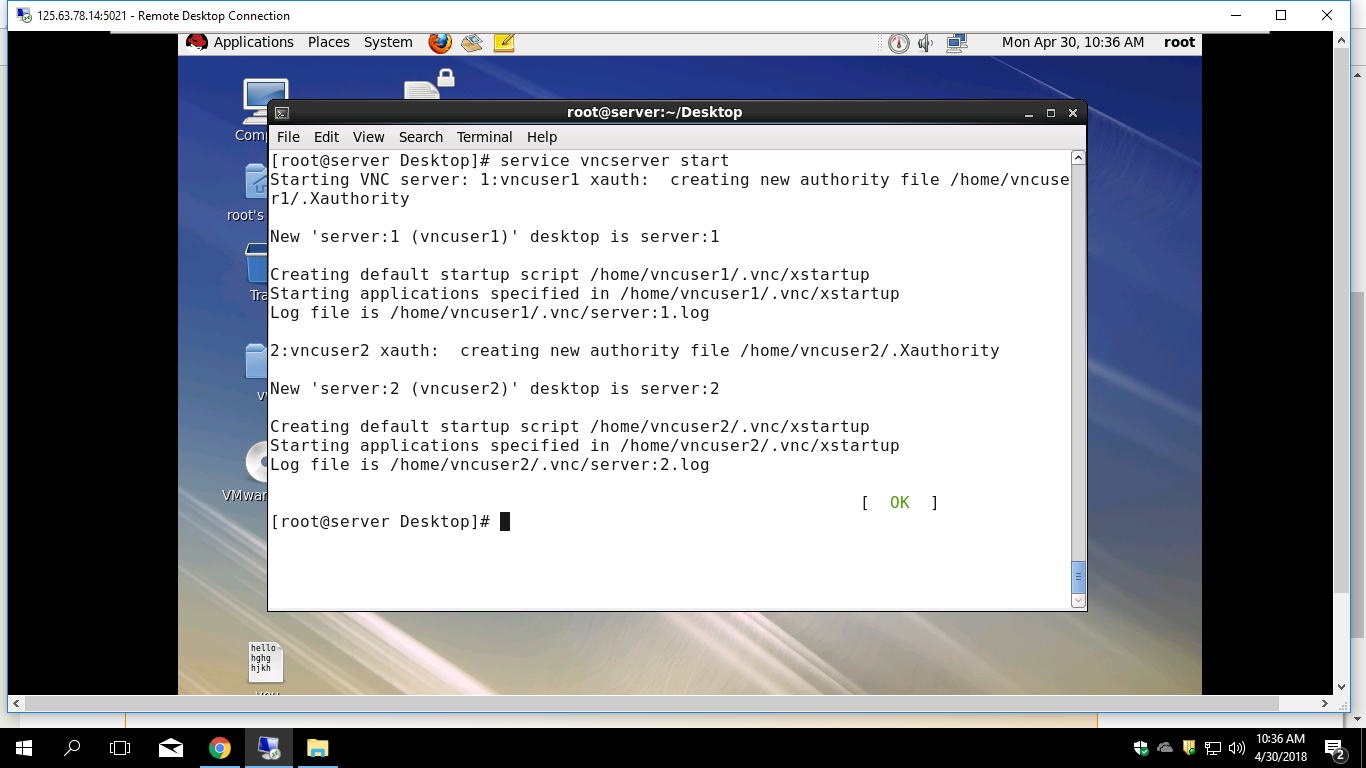 125.63.78.14:5021 - Remote Desktop Connection
Applications Places System Mon Apr 30, 10:36 AM root
root@server:~/Desktop
File Edit View Search Terminal Help
[root@server Desktop]# service vncserver start
Starting VNC server: 1:vncuser1 xauth:  creating new authority file /home/vncuse
r1/.Xauthority
New 'server:1 (vncuser1)' desktop is server:1
Creating default startup script /home/vncuser1/.vnc/xstartup
Starting applications specified in /home/vncuser1/.vnc/xstartup
Log file is /home/vncuser1/.vnc/server:1.log
2:vncuser2 xauth:  creating new authority file /home/vncuser2/.Xauthority
New 'server:2 (vncuser2)' desktop is server:2
Creating default startup script /home/vncuser2/.vnc/xstartup
Starting applications specified in /home/vncuser2/.vnc/xstartup
Log file is /home/vncuser2/.vnc/server:2.log
[  OK  ]
[root@server Desktop]#
Comp
root's
Tra
v
VMwar
hello
hghg
hjkh
10:36 AM
4/30/2018
2